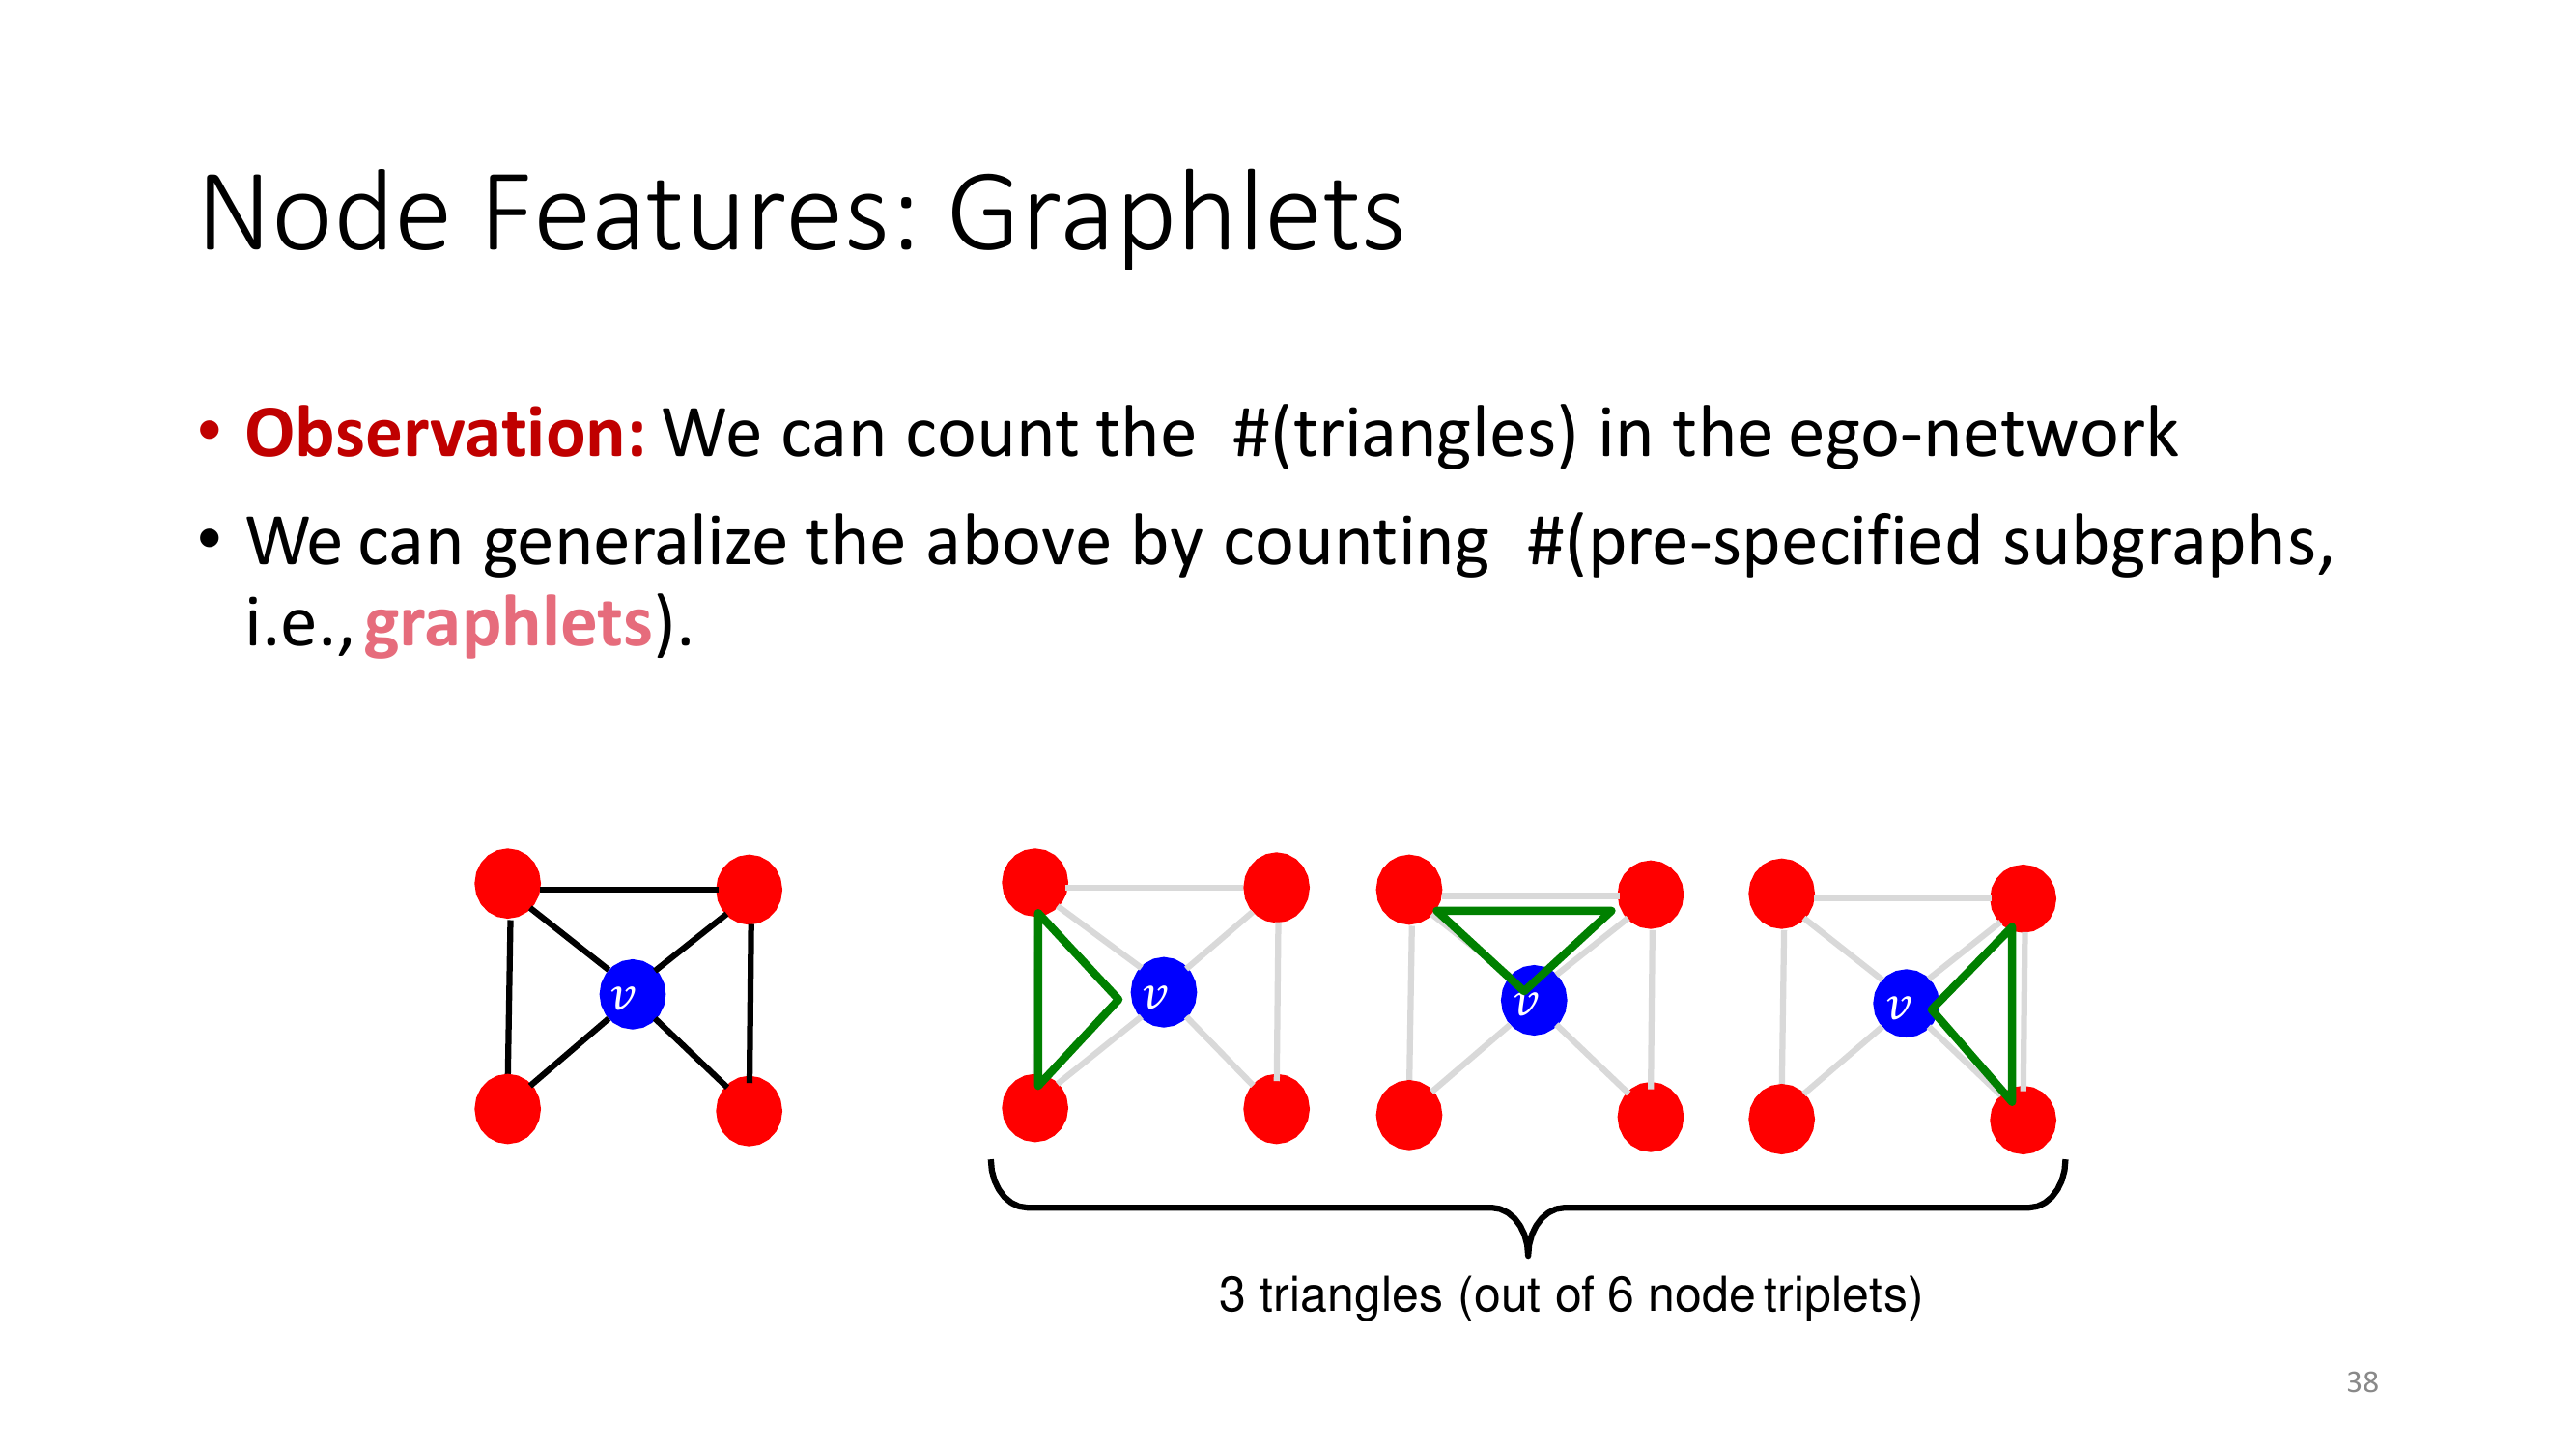 Node Features: Graphlets
• Observation: We can count the #(triangles) in the ego-network
• We can generalize the above by counting #(pre-specified subgraphs,
i.e., graphlets).
𝑣 𝑣 𝑣 𝑣
3 triangles (out of 6 node triplets)
38